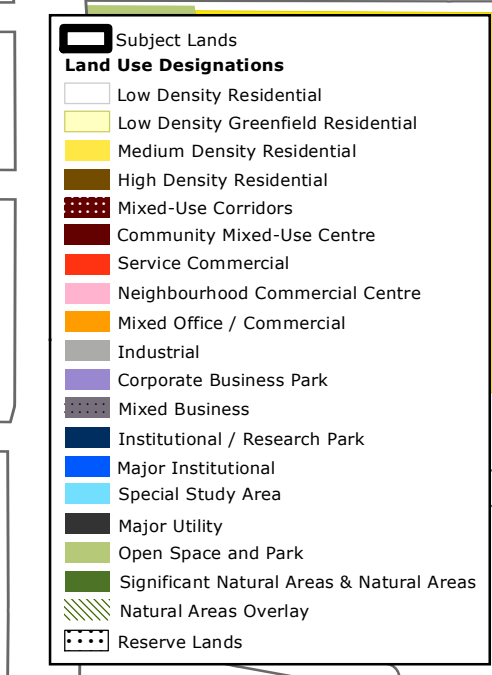 Subject Lands
Land Use Designations
Low Density Residential
Low Density Greenfield Residential
Medium Density Residential
High Density Residential
Mixed-Use Corridors
Community Mixed-Use Centre
Service Commercial
Neighbourhood Commercial Centre
Mixed Office / Commercial
Industrial
Corporate Business Park
Mixed Business
Institutional / Research Park
Major Institutional
Special Study Area
Major Utility
Open Space and Park
Significant Natural Areas & Natural Areas
Natural Areas Overlay
Reserve Lands